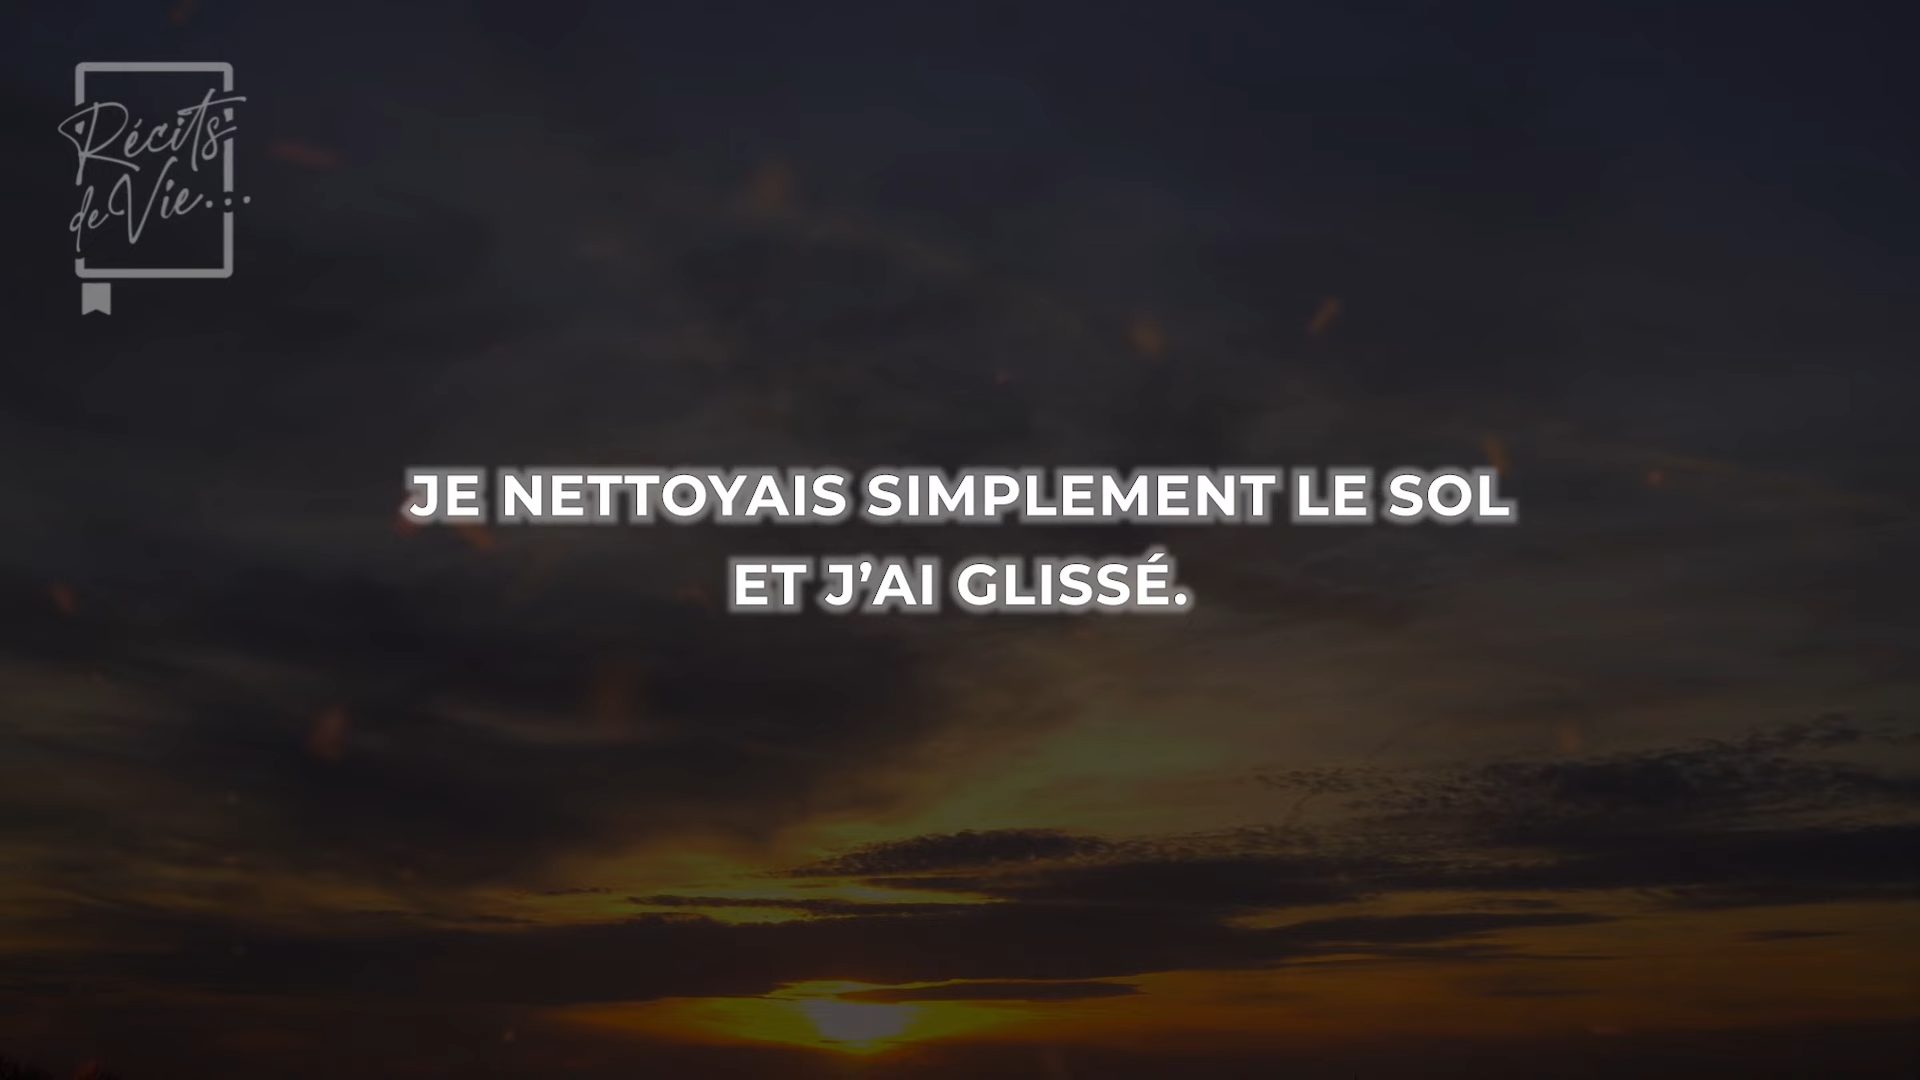 Récits
de Vie...
JE NETTOYAIS SIMPLEMENT LE SOL
ET J’AI GLISSÉ.